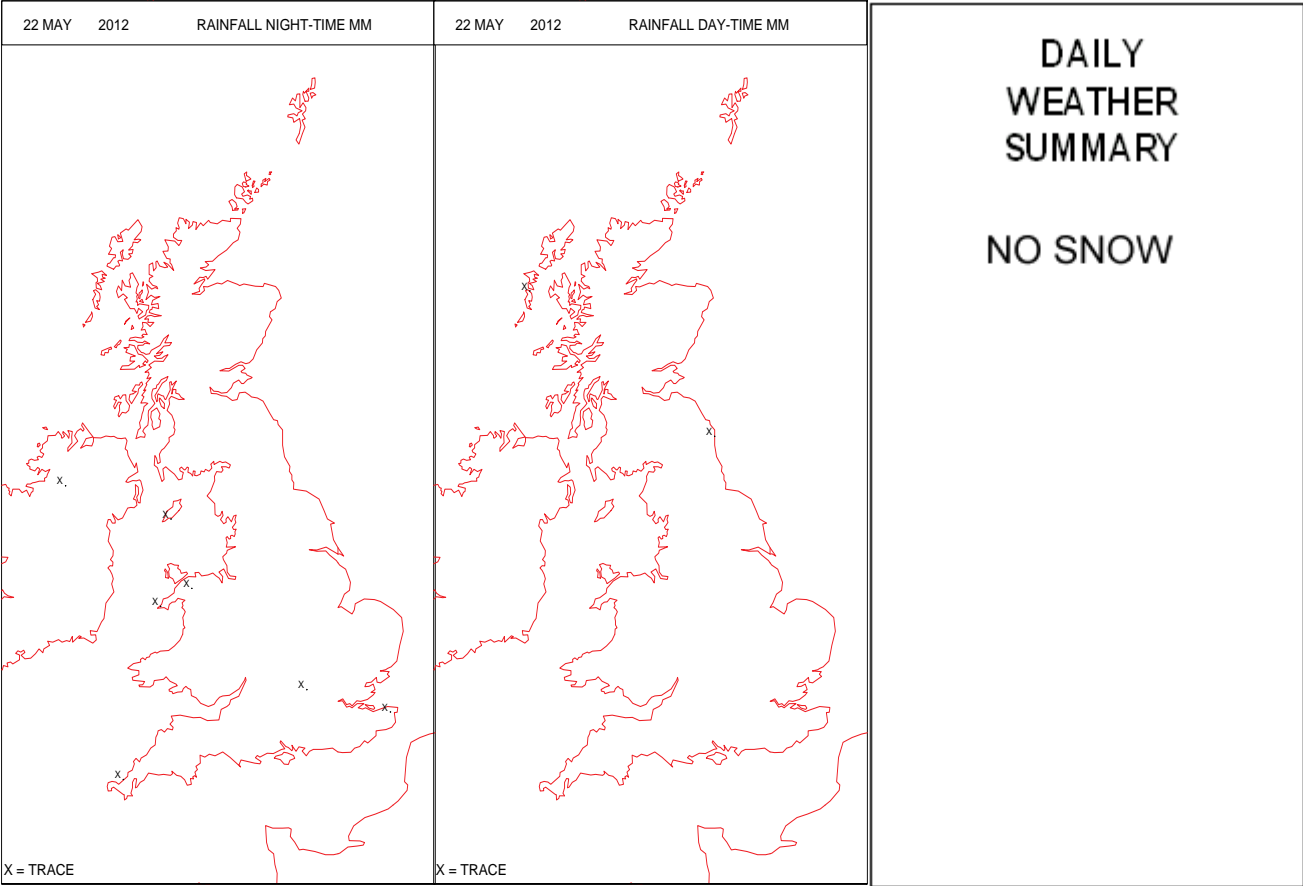 22 MAY 2012 RAINFALL NIGHT-TIME MM
X.
X.
X.
X.
X.
X.
X.
X = TRACE
22 MAY 2012 RAINFALL DAY-TIME MM
X.
X.
X = TRACE
DAILY
WEATHER
SUMMARY
NO SNOW